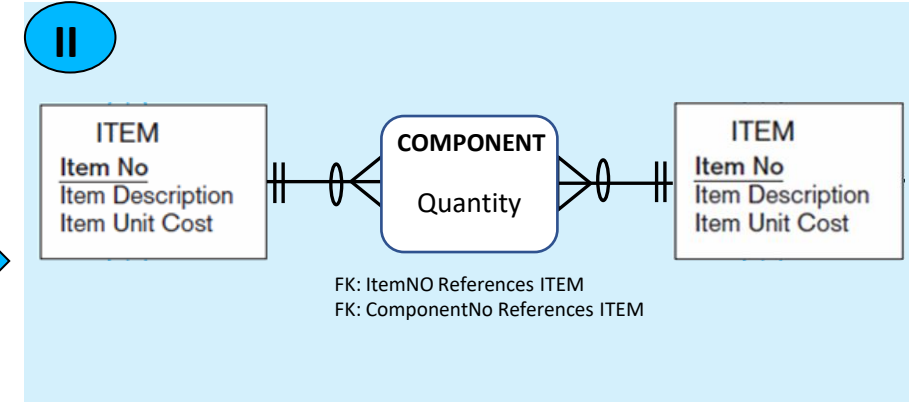 II
ITEM
Item No
Item Description
Item Unit Cost
COMPONENT
Quantity
ITEM
Item No
Item Description
Item Unit Cost
FK: ItemNO References ITEM
FK: ComponentNo References ITEM